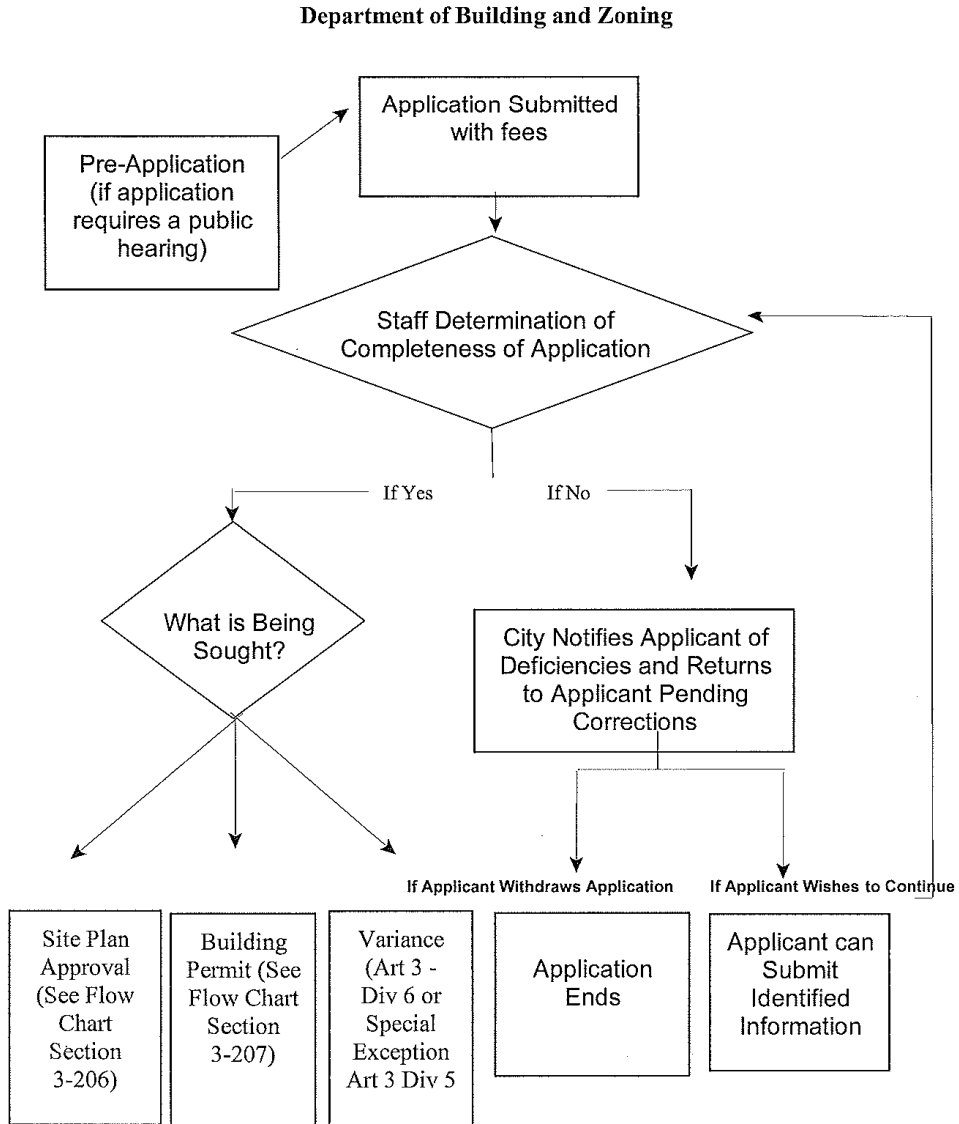 Department of Building and Zoning
Application Submitted
with fees
Pre-Application
(if application
requires a public
hearing)
Staff Determination of
Completeness of Application
If Yes
If No
What is Being
Sought?
City Notifies Applicant of
Deficiencies and Returns
to Applicant Pending
Corrections
If Applicant Withdraws Application
If Applicant Wishes to Continue
Site Plan
Approval
(See Flow
Chart
Section
3-206)
Building
Permit (See
Flow Chart
Section
3-207)
Variance
(Art 3 -
Div 6 or
Special
Exception
Art 3 Div 5
Application
Ends
Applicant can
Submit
Identified
Information